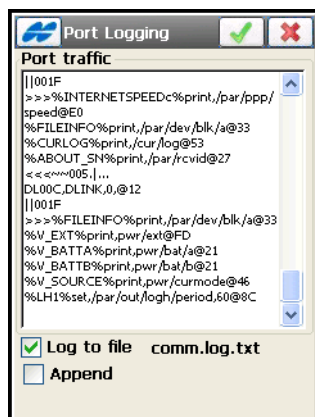 Port Logging
Port traffic
||001F
>>>%INTERNETSPEEDc%print,/par/ppp/
speed@E0
%FILEINFO%print,/par/dev/blk/a@33
%CURLOG%print,/cur/log@53
%ABOUT_SN%print,/par/rcvid@27
<<<~~005.|...
DL00C,DLINK,0,@12
||001F
>>>%FILEINFO%print,/par/dev/blk/a@33
%V_EXT%print,pwr/ext@FD
%V_BATTA%print,pwr/bat/a@21
%V_BATTB%print,pwr/bat/b@21
%V_SOURCE%print,pwr/curmode@46
%LH1%set,/par/out/logh/period,60@8C
Log to file comm.log.txt
Append